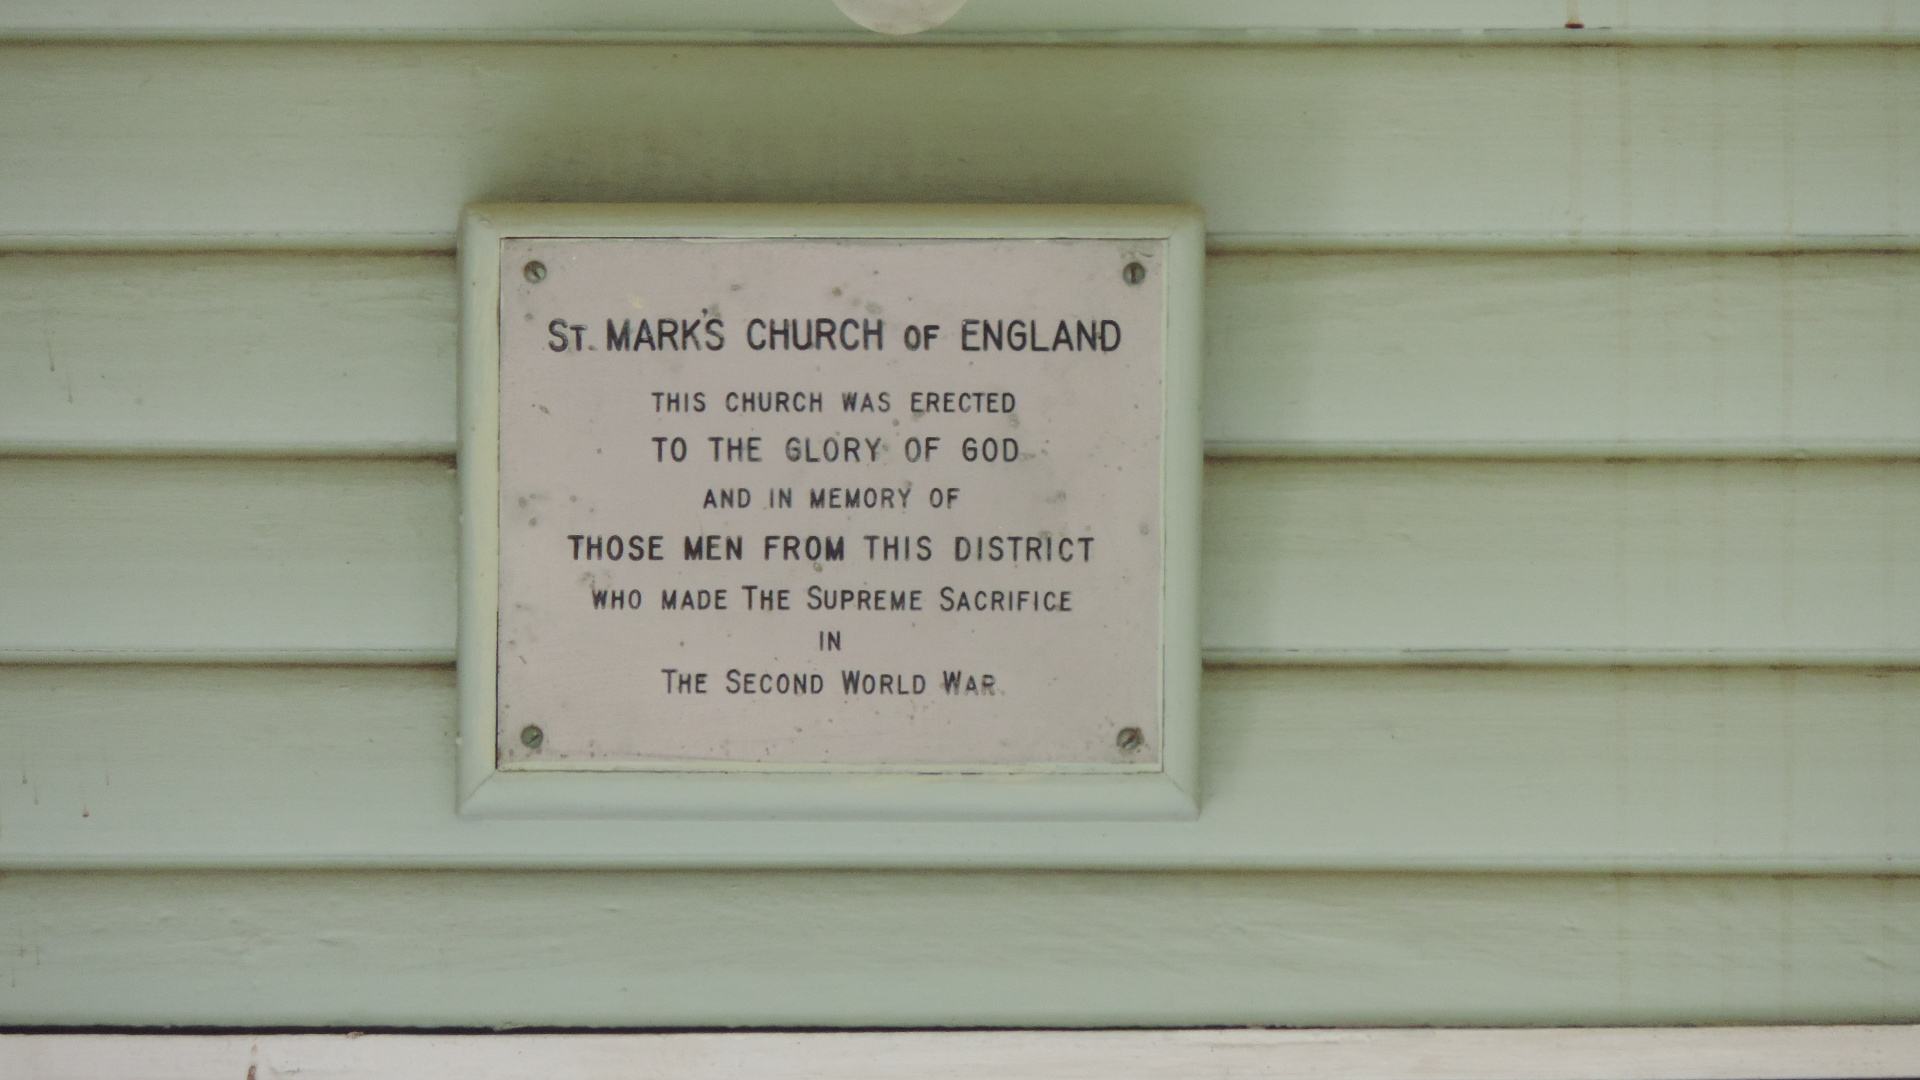 ST. MARK'S CHURCH OF ENGLAND
THIS CHURCH WAS ERECTED
TO THE GLORY OF GOD
AND IN MEMORY OF
THOSE MEN FROM THIS DISTRICT
WHO MADE THE SUPREME SACRIFICE
IN
THE SECOND WORLD WAR.